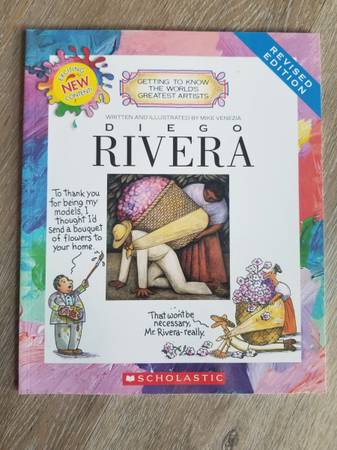 EXCITING
NEW
CONTENT!
REVISED
EDITION
GETTING TO KNOW
THE WORLD'S
GREATEST ARTISTS
WRITTEN AND ILLUSTRATED BY MIKE VENEZIA
DIEGO
RIVERA
To thank you
for being my
models, I
thought I'd
send a bouquet
of flowers to
your home.
That won't be
necessary,
Mr. Rivera-really.
SCHOLASTIC